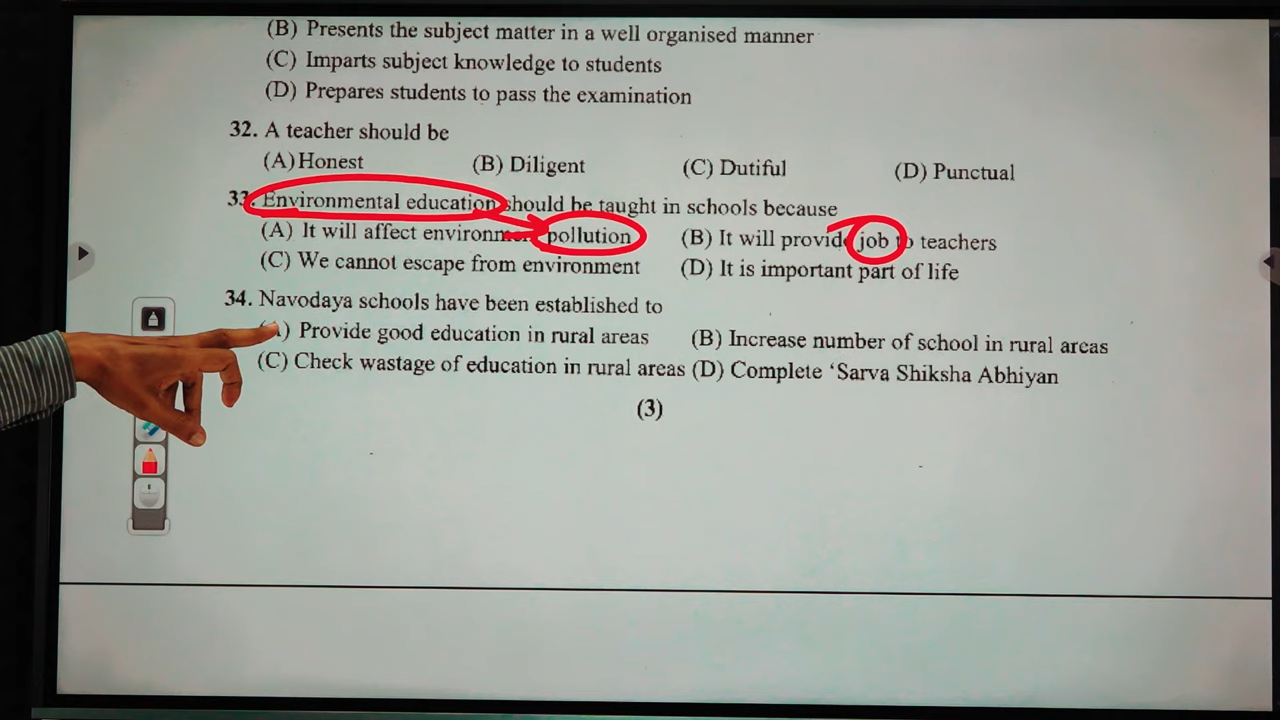 (B) Presents the subject matter in a well organised manner
(C) Imparts subject knowledge to students
(D) Prepares students to pass the examination
32. A teacher should be
(A) Honest (B) Diligent (C) Dutiful (D) Punctual
33. Environmental education should be taught in schools because
(A) It will affect environment pollution (B) It will provide job to teachers
(C) We cannot escape from environment (D) It is important part of life
34. Navodaya schools have been established to
(A) Provide good education in rural areas (B) Increase number of school in rural areas
(C) Check wastage of education in rural areas (D) Complete ‘Sarva Shiksha Abhiyan
(3)